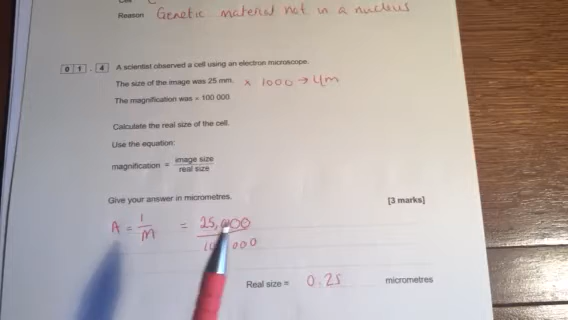 Cell C
Reason Genetic material not in a nucleus
0 1 . 4 A scientist observed a cell using an electron microscope.
The size of the image was 25 mm. × 1000 → µm
The magnification was × 100 000
Calculate the real size of the cell.
Use the equation:
magnification = image size
real size
Give your answer in micrometres.
[3 marks]
A = I = 25,000
M 000
Real size = 0.25 micrometres